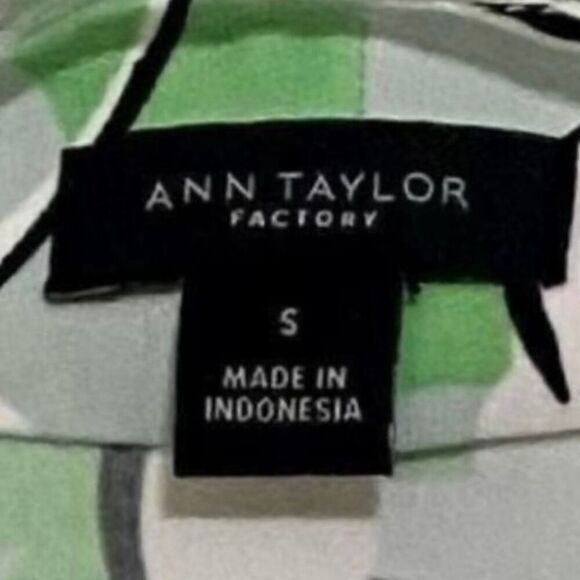 ANN TAYLOR
FACTORY
S
MADE IN
INDONESIA